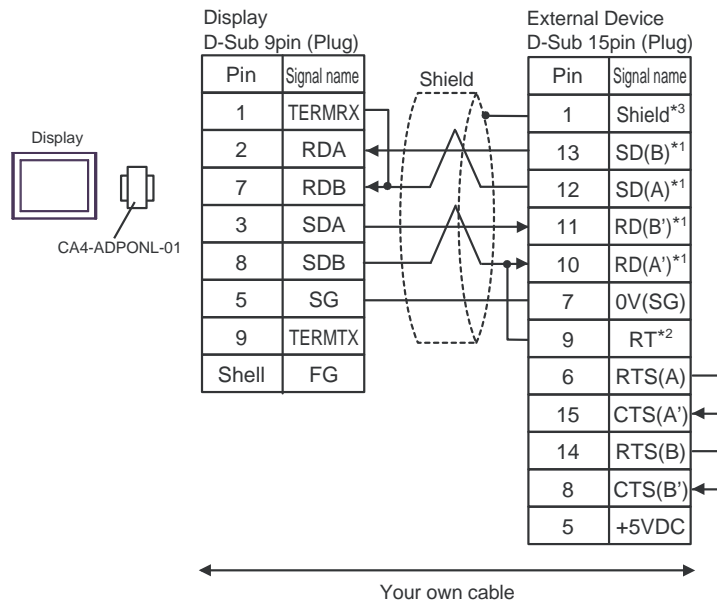 Display
D-Sub 9pin (Plug)
External Device
D-Sub 15pin (Plug)
Pin Signal name
1 TERMRX
2 RDA
7 RDB
3 SDA
8 SDB
5 SG
9 TERMTX
Shell FG
Shield
Pin Signal name
1 Shield*3
13 SD(B)*1
12 SD(A)*1
11 RD(B')*1
10 RD(A')*1
7 0V(SG)
9 RT*2
6 RTS(A)
15 CTS(A')
14 RTS(B)
8 CTS(B')
5 +5VDC
Display
CA4-ADPONL-01
Your own cable